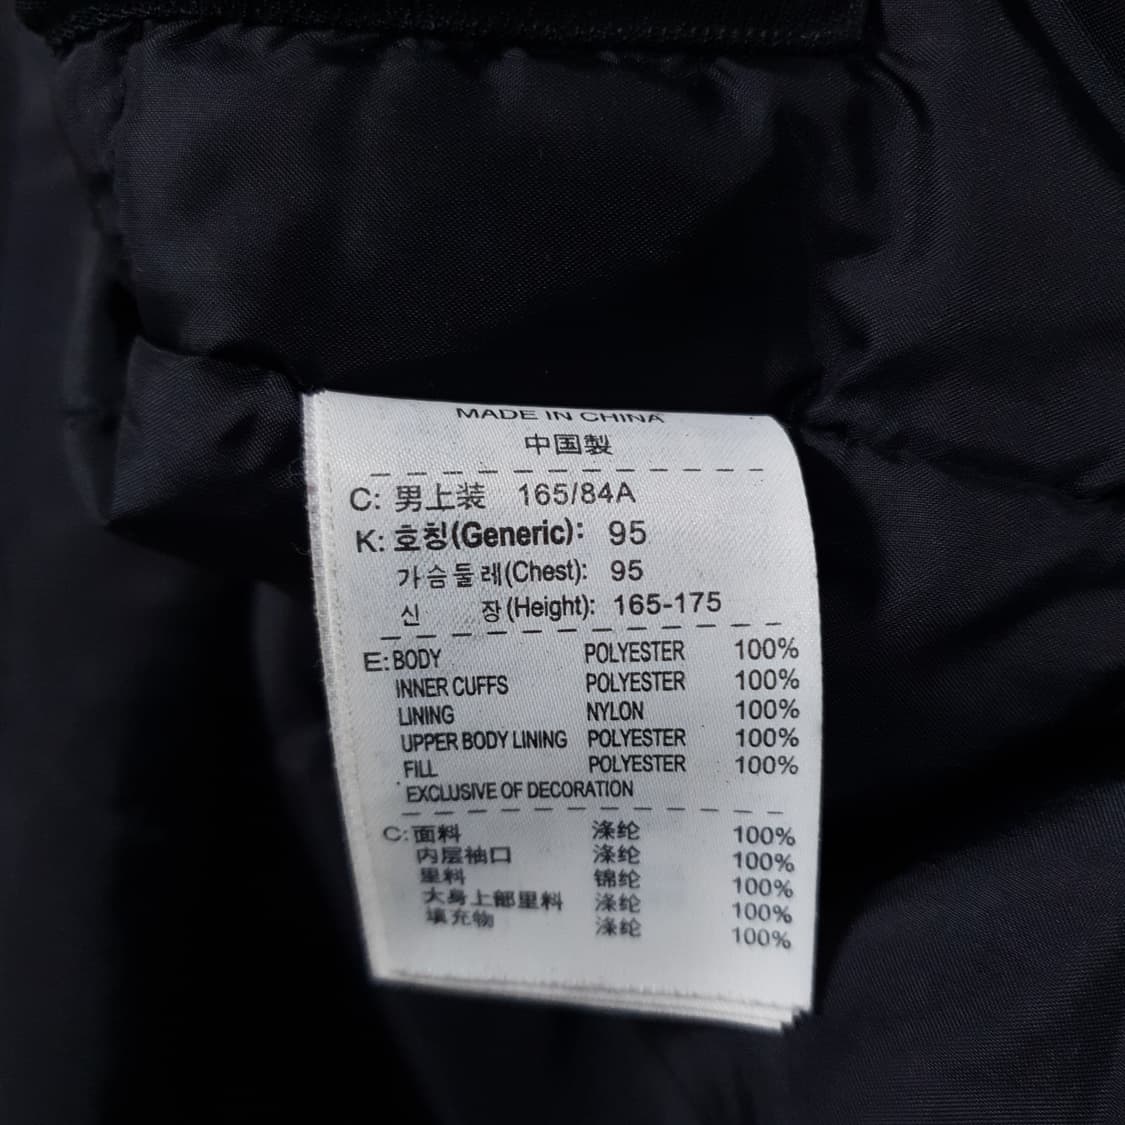 MADE IN CHINA
中国製
C: 男上装 165/84A
K: 호칭(Generic): 95
가슴둘레(Chest): 95
신 장(Height): 165-175
E: BODY POLYESTER 100%
INNER CUFFS POLYESTER 100%
LINING NYLON 100%
UPPER BODY LINING POLYESTER 100%
FILL POLYESTER 100%
EXCLUSIVE OF DECORATION
C: 面料 涤纶 100%
内层袖口 涤纶 100%
里料 锦纶 100%
大身上部里料 涤纶 100%
填充物 涤纶 100%